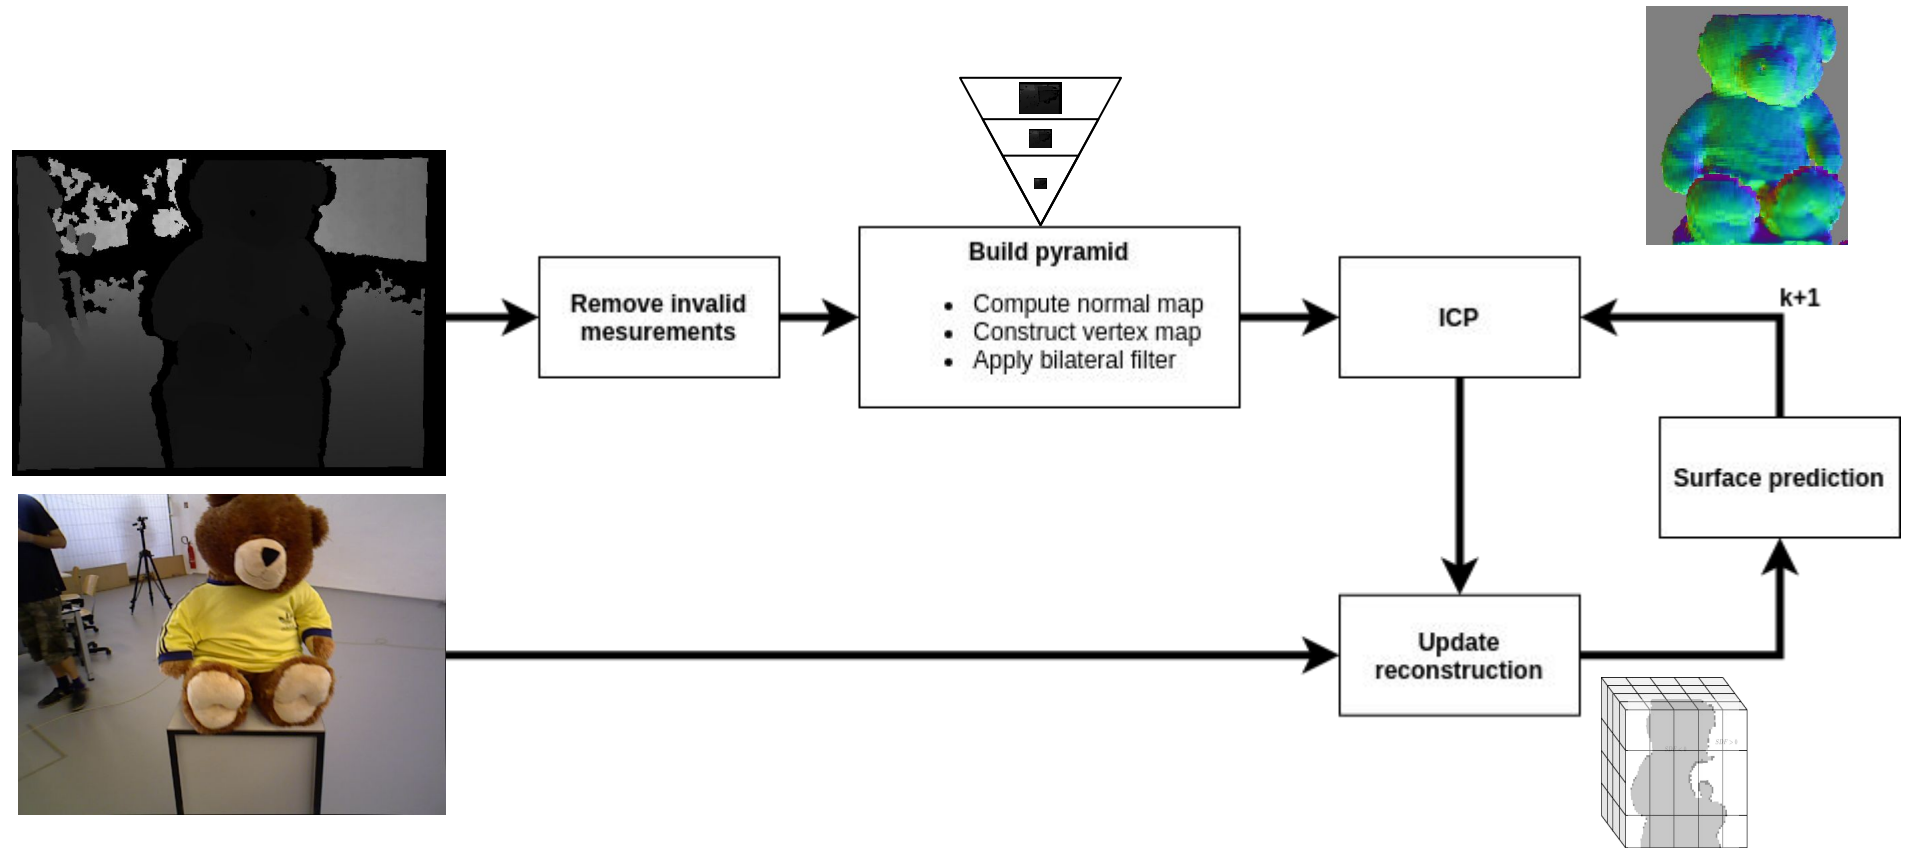 Build pyramid
Compute normal map
Construct vertex map
Apply bilateral filter
Remove invalid
mesurements
ICP
k+1
Surface prediction
Update
reconstruction